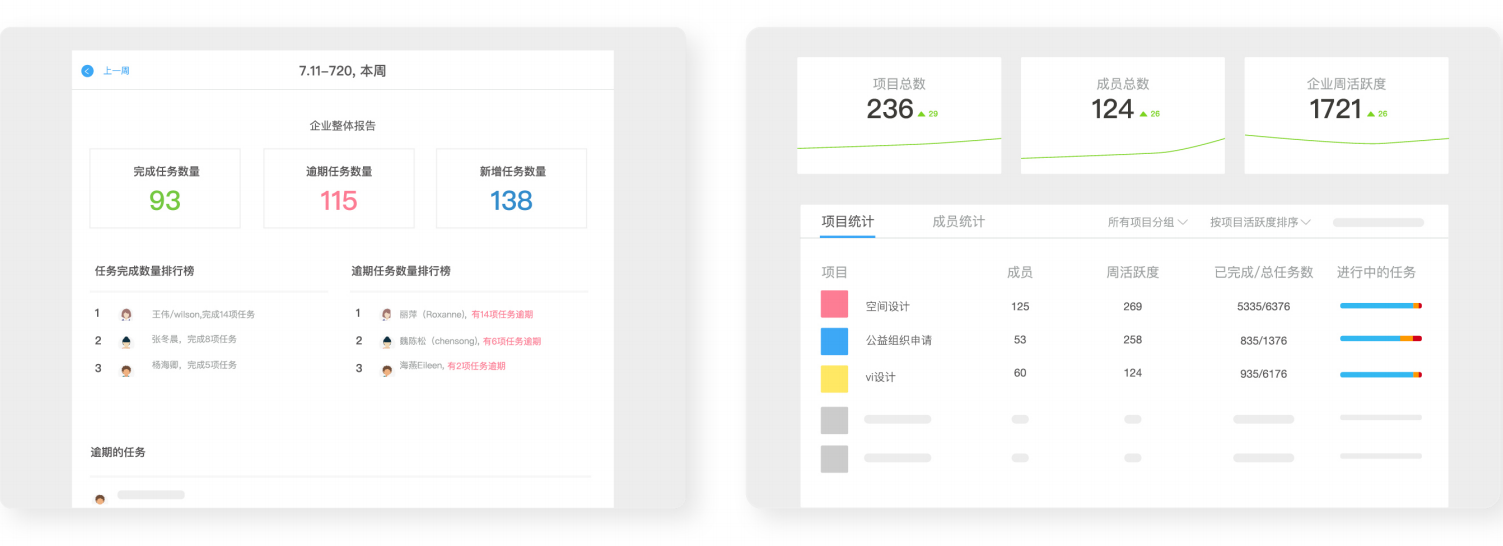 上一周
7.11-720, 本周
企业整体报告
完成任务数量 逾期任务数量 新增任务数量
93 115 138
任务完成数量排行榜 逾期任务数量排行榜
1 王伟/wilson,完成14项任务 1 丽萍（Roxanne), 有14项任务逾期
2 张冬晨，完成8项任务 2 魏陈松（chensong), 有6项任务逾期
3 杨海卿，完成5项任务 3 海燕Elleen, 有2项任务逾期
逾期的任务
项目总数 成员总数 企业周活跃度
236 29 124 26 1721 26
项目统计 成员统计 所有项目分组 按项目活跃度排序
项目 成员 周活跃度 已完成/总任务数 进行中的任务
空间设计 125 269 5335/6376
公益组织申请 53 258 835/1376
vi设计 60 124 935/6176